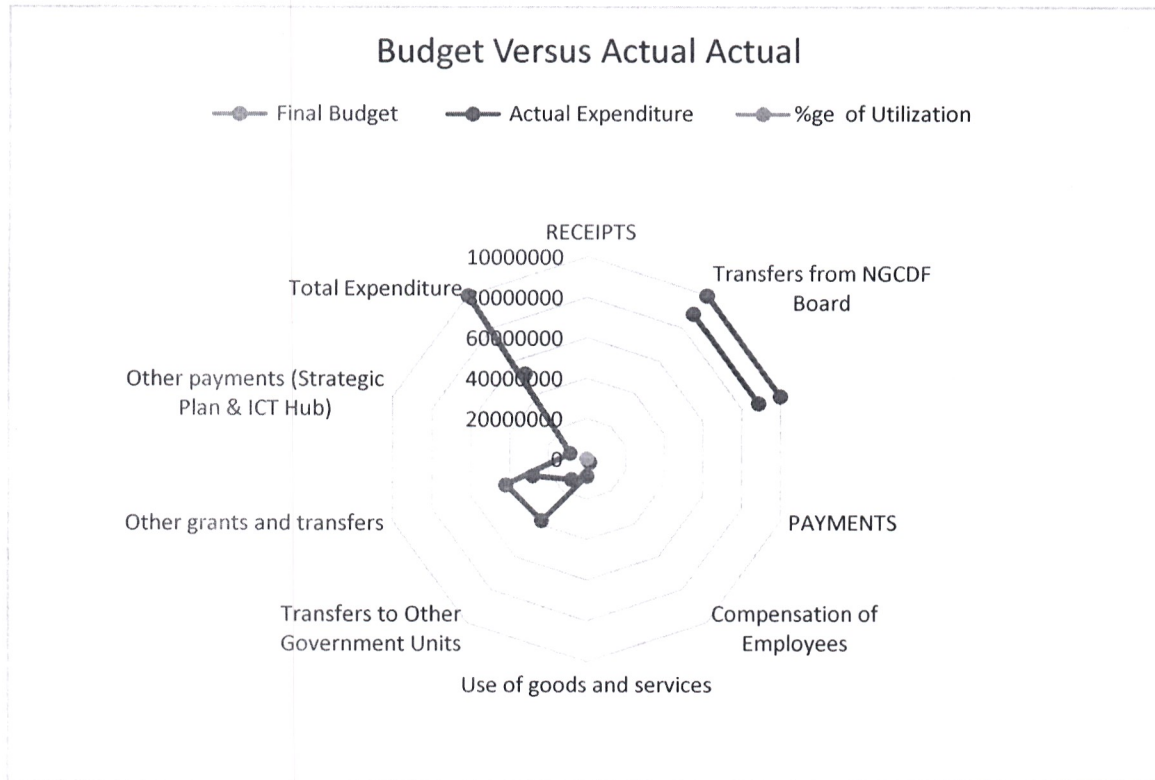 Budget Versus Actual Actual
Final Budget Actual Expenditure %ge of Utilization
RECEIPTS
10000000
Transfers from NGCDF
Board
Total Expenditure
80000000
60000000
Other payments (Strategic
Plan & ICT Hub)
40000000
20000000
0
Other grants and transfers
PAYMENTS
Transfers to Other
Government Units
Compensation of
Employees
Use of goods and services